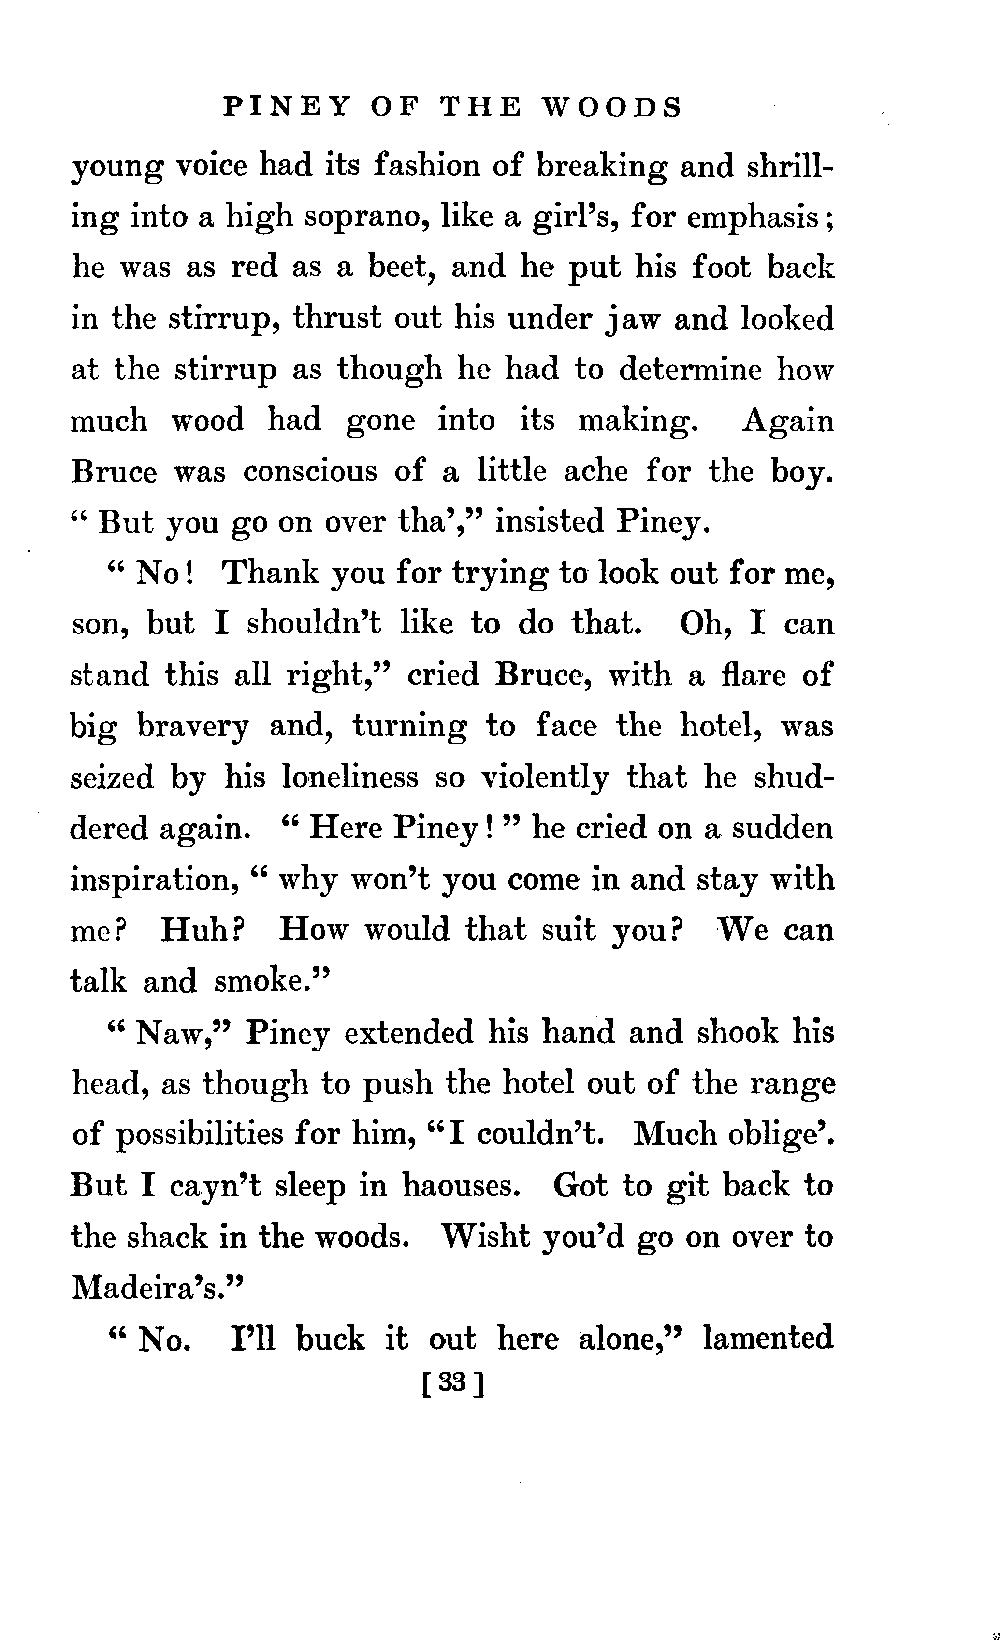 PINEY OF THE WOODS
young voice had its fashion of breaking and shrill-
ing into a high soprano, like a girl's, for emphasis;
he was as red as a beet, and he put his foot back
in the stirrup, thrust out his under jaw and looked
at the stirrup as though he had to determine how
much wood had gone into its making. Again
Bruce was conscious of a little ache for the boy.
“ But you go on over tha’,” insisted Piney.
“ No! Thank you for trying to look out for me,
son, but I shouldn’t like to do that. Oh, I can
stand this all right,” cried Bruce, with a flare of
big bravery and, turning to face the hotel, was
seized by his loneliness so violently that he shud-
dered again. “ Here Piney! ” he cried on a sudden
inspiration, “ why won’t you come in and stay with
me? Huh? How would that suit you? We can
talk and smoke.”
“ Naw,” Piney extended his hand and shook his
head, as though to push the hotel out of the range
of possibilities for him, “I couldn’t. Much oblige’.
But I cayn’t sleep in haouses. Got to git back to
the shack in the woods. Wisht you’d go on over to
Madeira’s.”
“ No. I’ll buck it out here alone,” lamented
[33]